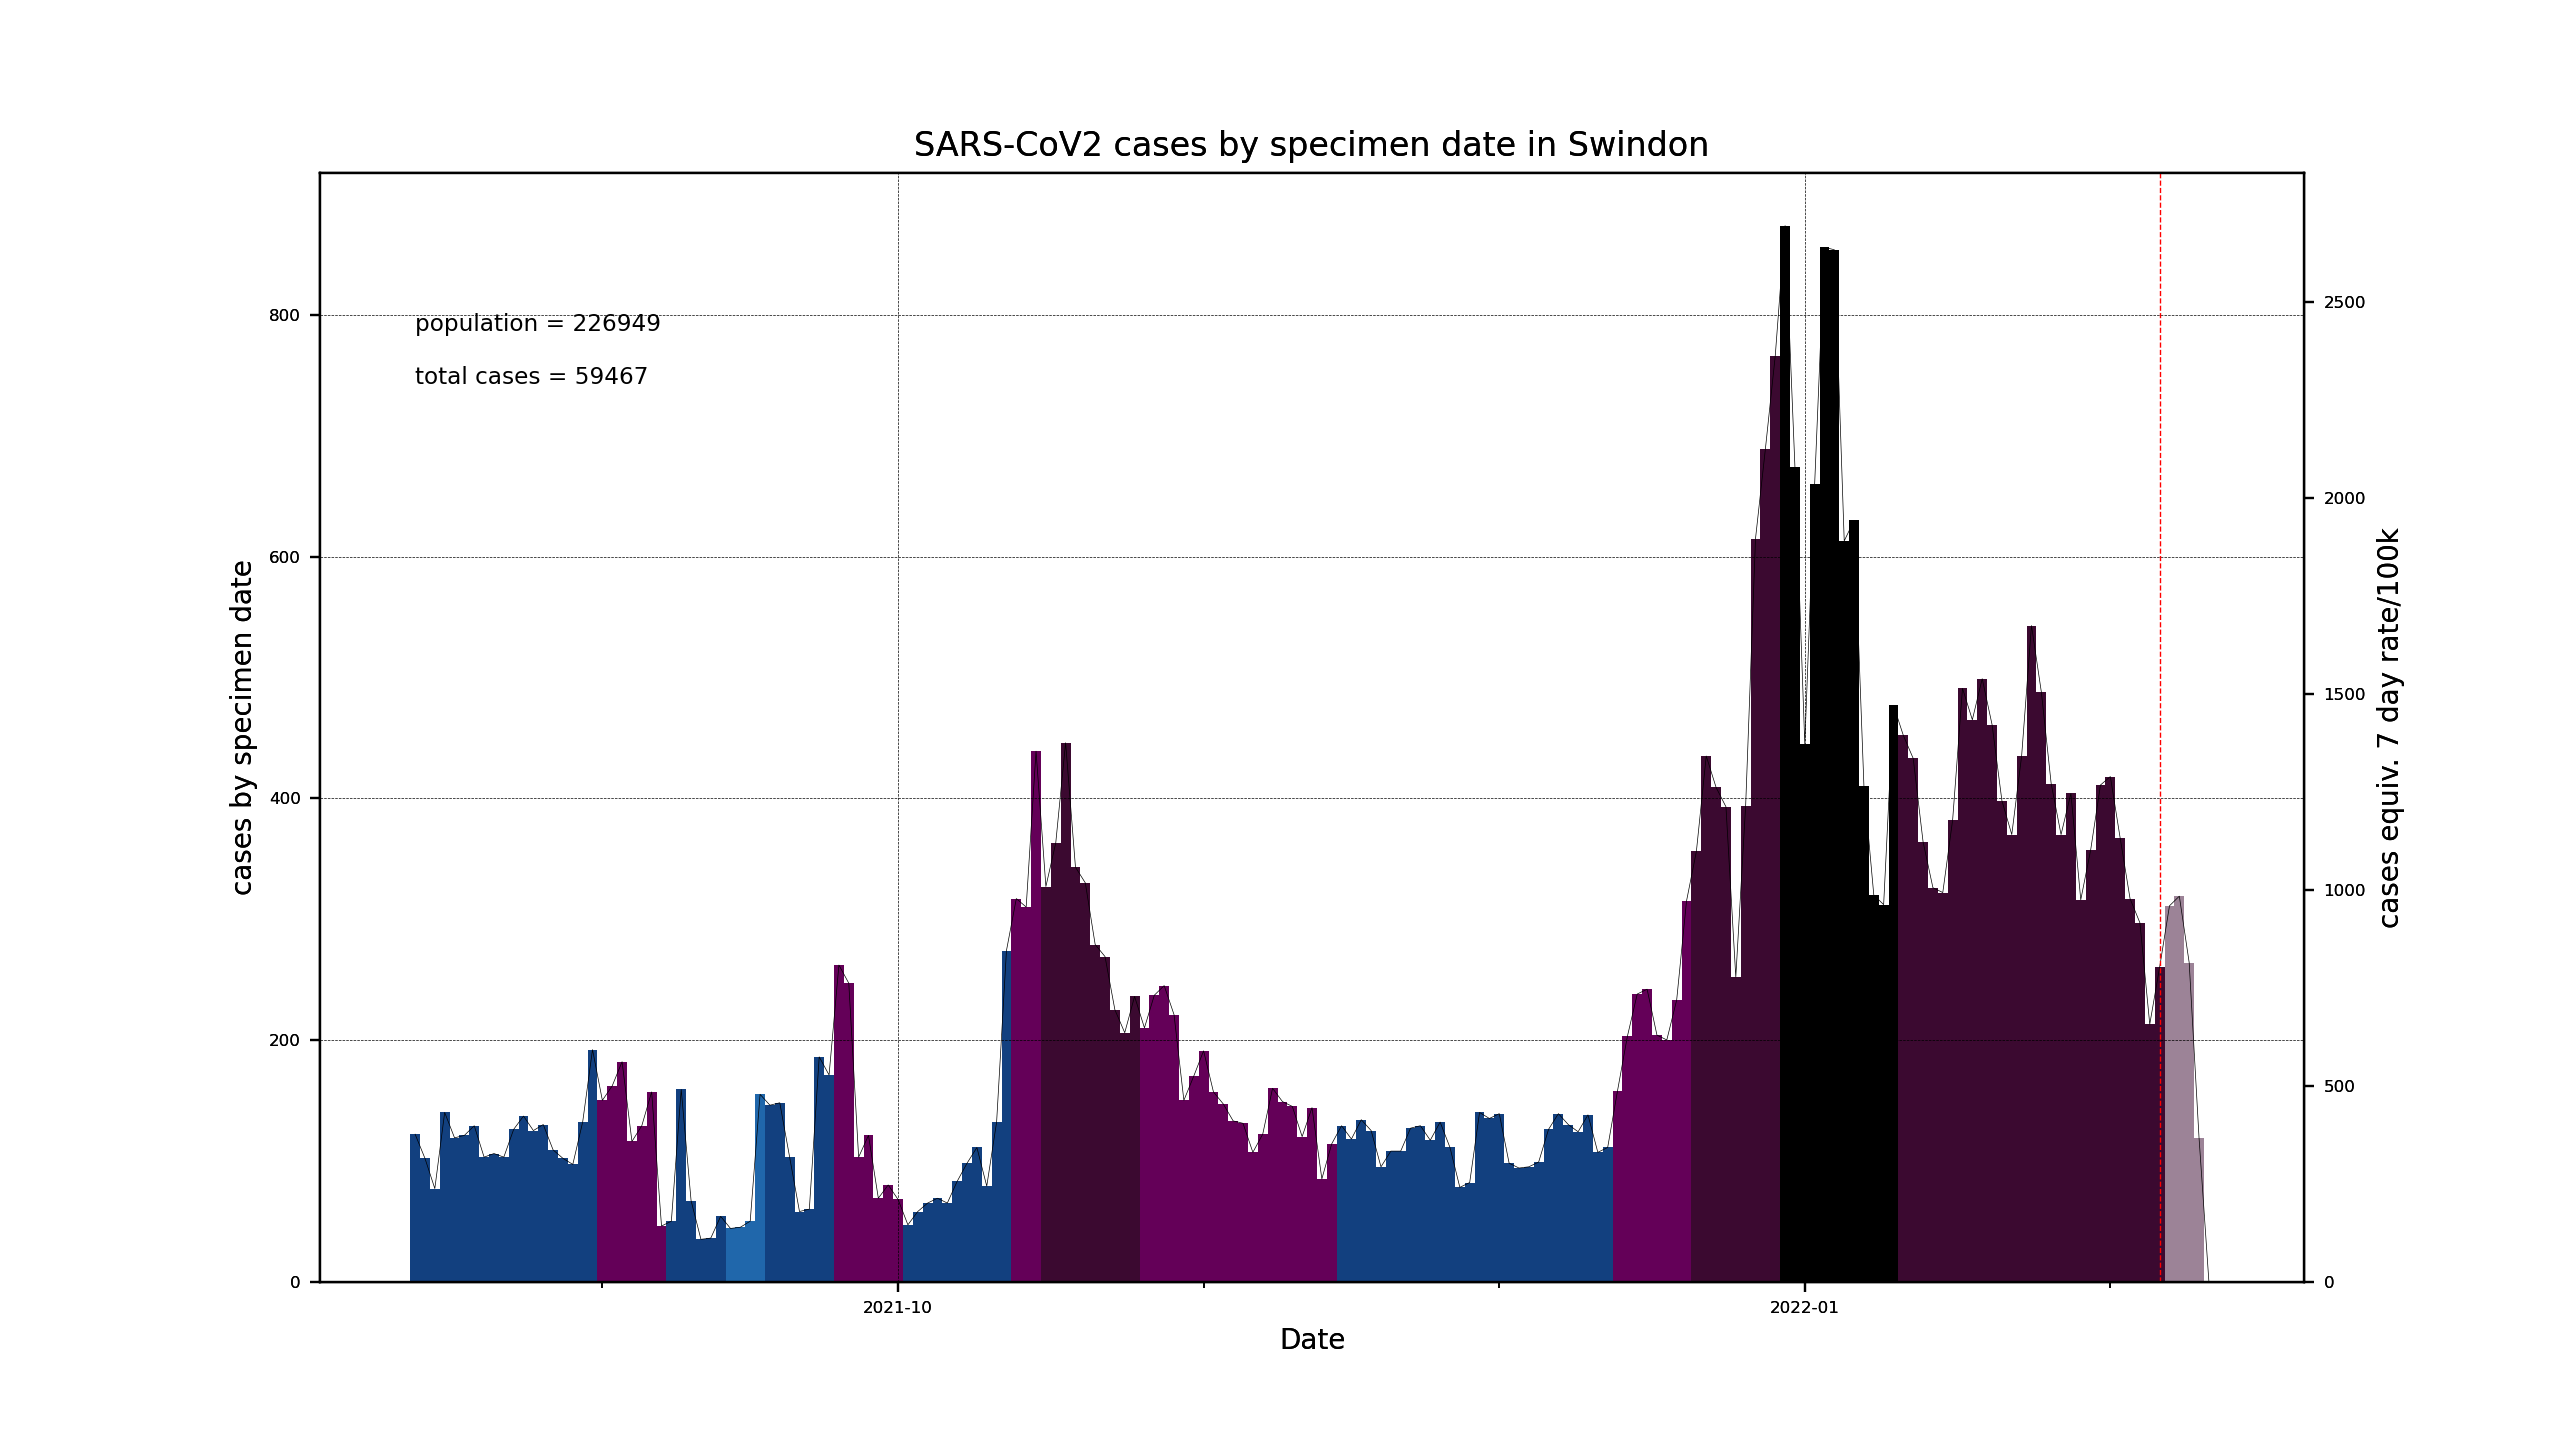 SARS-CoV2 cases by specimen date in Swindon
population = 226949
total cases = 59467
cases by specimen date
800
600
400
200
0
2500
2000
1500
1000
500
0
cases equiv. 7 day rate/100k
2021-10
2022-01
Date